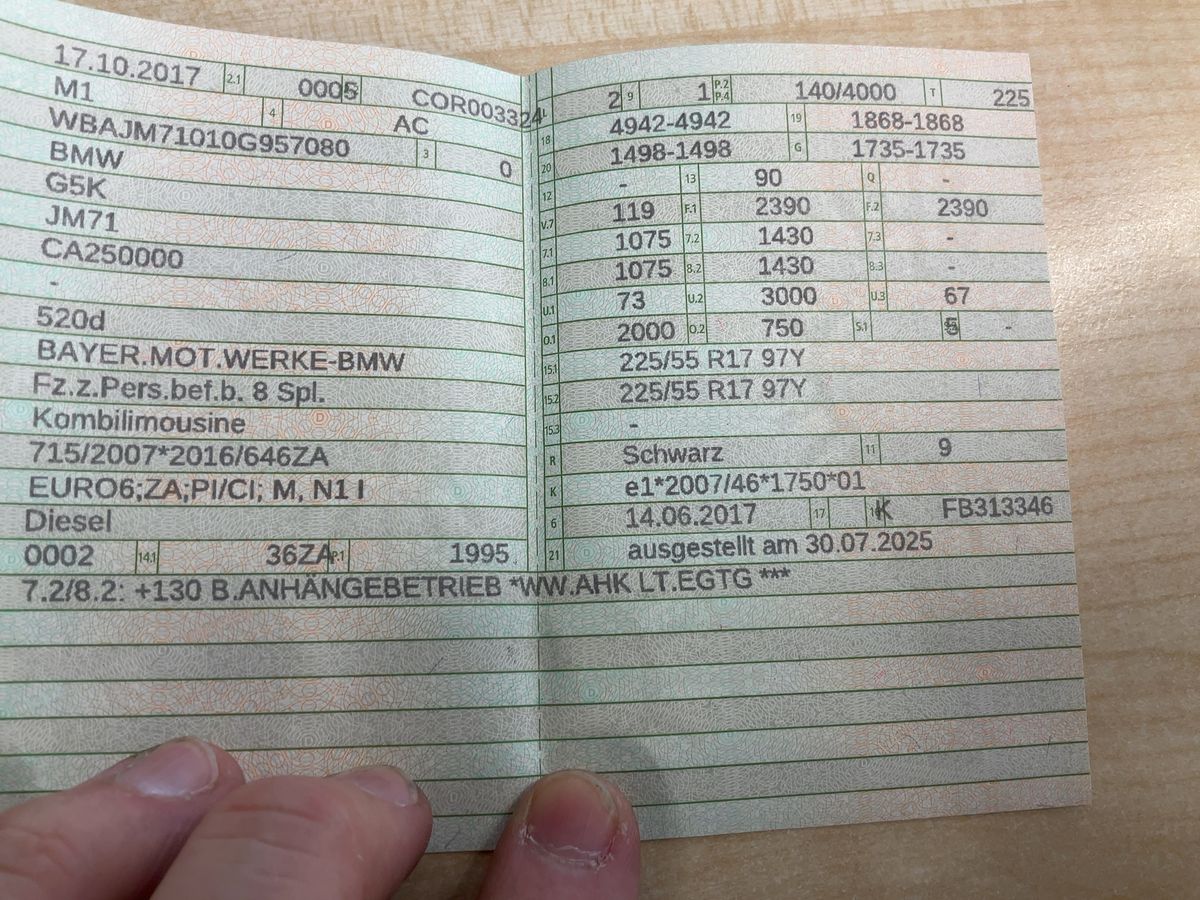 17.10.2017 2.1 0005 COR003324 L 2 9 1 P.2 P.4 140/4000 T 225
M1 4 AC 18 4942-4942 19 1868-1868
WBAJM71010G957080 3 0 20 1498-1498 G 1735-1735
BMW 12 - 13 90 Q -
G5K V.7 119 F.1 2390 F.2 2390
JM71 7.1 1075 7.2 1430 7.3 -
CA250000 8.1 1075 8.2 1430 8.3 -
- U.1 73 U.2 3000 U.3 67
520d O.1 2000 O.2 750 S.1 5 -
BAYER.MOT.WERKE-BMW 15.1 225/55 R17 97Y
Fz.z.Pers.bef.b. 8 Spl. 15.2 225/55 R17 97Y
Kombilimousine 15.3 -
715/2007*2016/646ZA R Schwarz 11 9
EURO6;ZA;PI/CI; M, N1 I K e1*2007/46*1750*01
Diesel 6 14.06.2017 17 K FB313346
0002 14.1 36ZA P.1 1995 21 ausgestellt am 30.07.2025
7.2/8.2: +130 B.ANHÄNGEBETRIEB *WW.AHK LT.EGTG ***